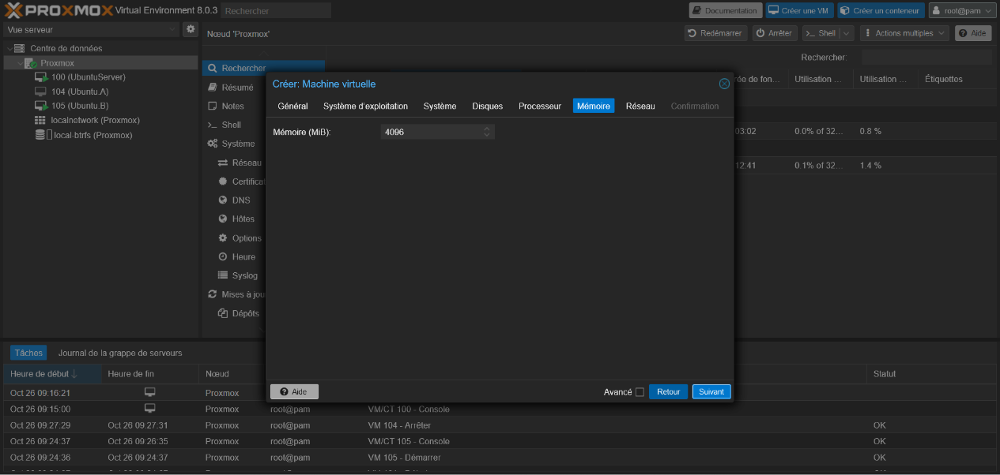 PROXMOX Virtual Environment 8.0.3 Rechercher Documentation Créer une VM Créer un conteneur root@pam
Vue serveur
Nœud 'Proxmox' Redémarrer Arrêter Shell Actions multiples Aide
Centre de données
Proxmox
100 (UbuntuServer)
104 (Ubuntu.A)
105 (Ubuntu.B)
localnetwork (Proxmox)
local-btrfs (Proxmox)
Rechercher
Résumé
Notes
Shell
Système
Réseau
Certificat
DNS
Hôtes
Options
Heure
Syslog
Mises à jou
Dépôts
Rechercher:
rée de fon... Utilisation ... Utilisation ... Étiquettes
03:02 0.0% of 32... 0.8 %
12:41 0.1% of 32... 1.4 %
Créer: Machine virtuelle
Général Système d'exploitation Système Disques Processeur Mémoire Réseau Confirmation
Mémoire (MiB): 4096
Aide Avancé Retour Suivant
Tâches Journal de la grappe de serveurs
Heure de début Heure de fin Nœud Statut
Oct 26 09:16:21 Proxmox
Oct 26 09:15:00 Proxmox root@pam VM/CT 100 - Console
Oct 26 09:27:29 Oct 26 09:27:31 Proxmox root@pam VM 104 - Arrêter OK
Oct 26 09:24:37 Oct 26 09:26:35 Proxmox root@pam VM/CT 105 - Console OK
Oct 26 09:24:36 Oct 26 09:24:37 Proxmox root@pam VM 105 - Démarrer OK